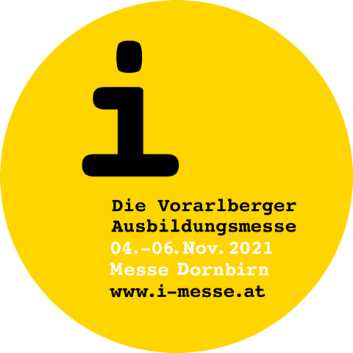 i
Die Vorarlberger
Ausbildungsmesse
04.–06. Nov. 2021
Messe Dornbirn
www.i-messe.at